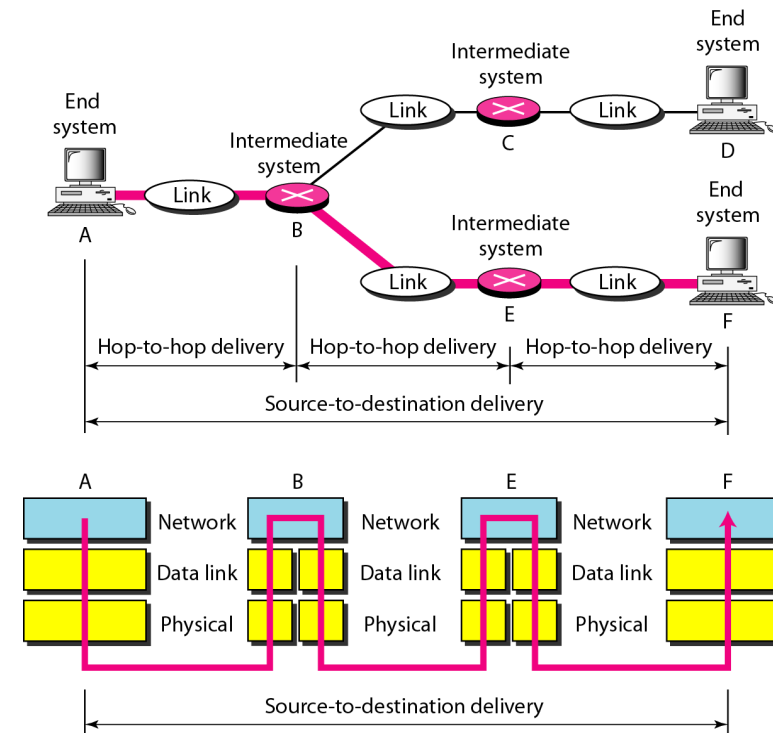 End
system
Intermediate
system
Link
C
Link
D
End
system
Intermediate
system
Link
A
B
End
system
Intermediate
system
Link
E
Link
F
Hop-to-hop delivery
Hop-to-hop delivery
Hop-to-hop delivery
Source-to-destination delivery
A
B
E
F
Network
Network
Network
Data link
Data link
Data link
Physical
Physical
Physical
Source-to-destination delivery